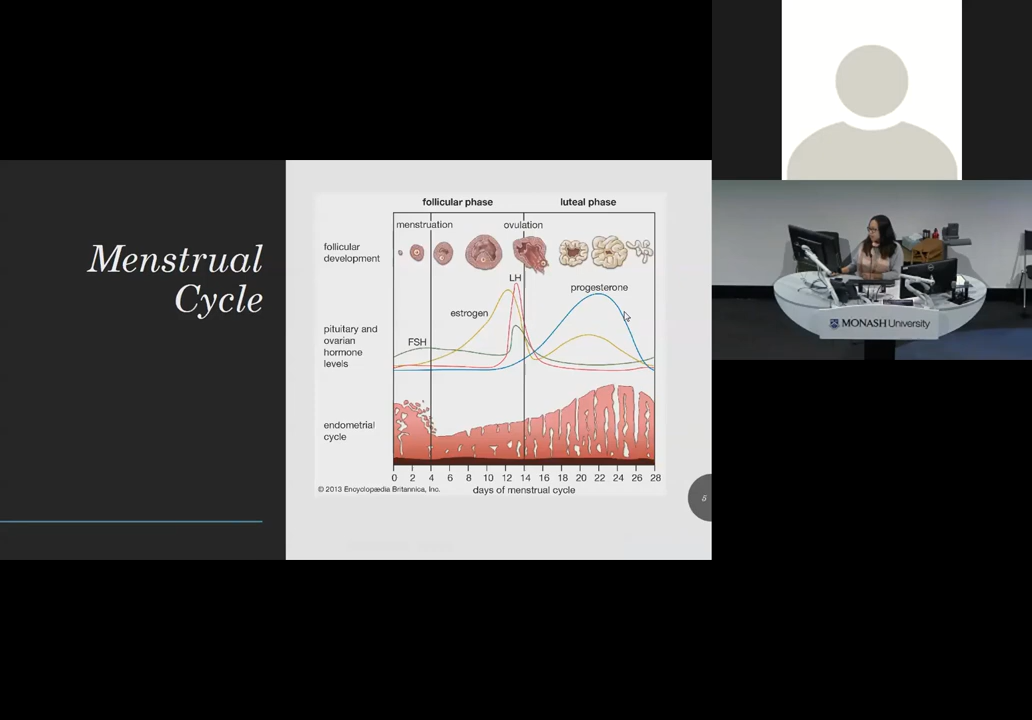 Menstrual
Cycle
follicular phase
luteal phase
menstruation
ovulation
follicular
development
LH
progesterone
estrogen
FSH
pituitary and
ovarian
hormone
levels
endometrial
cycle
0 2 4 6 8 10 12 14 16 18 20 22 24 26 28
© 2013 Encyclopædia Britannica, Inc.
days of menstrual cycle
5
MONASH University